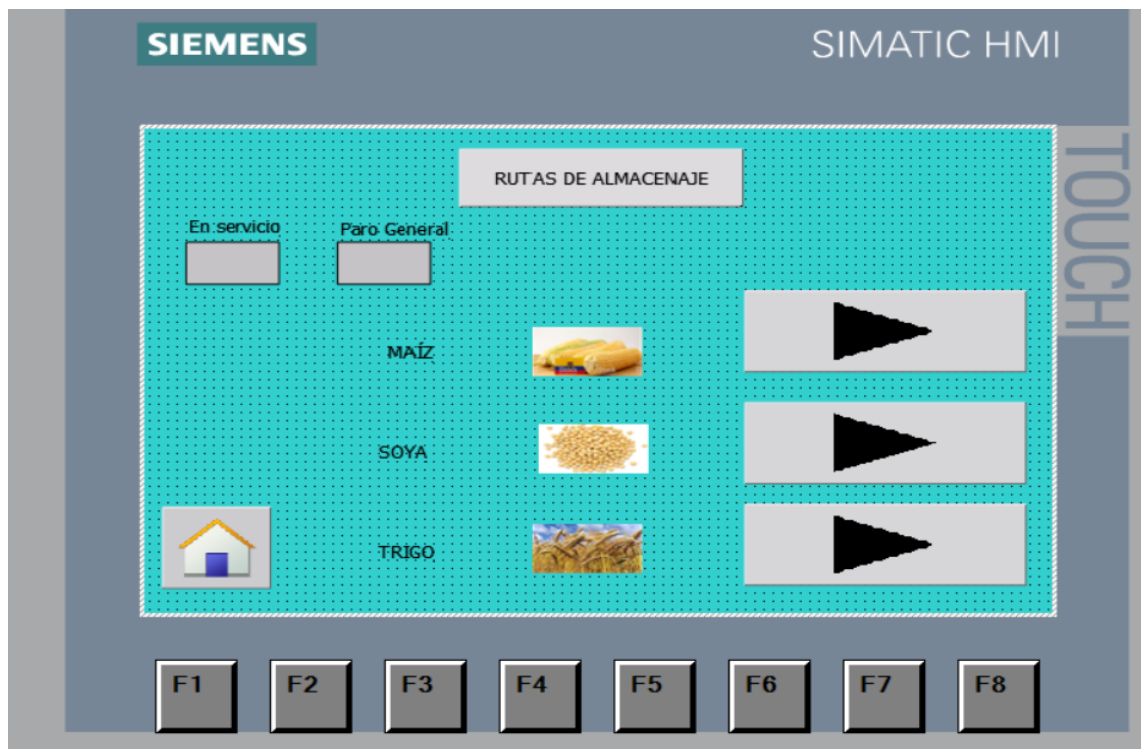 SIEMENS
SIMATIC HMI
TOUCH
RUTAS DE ALMACENAJE
En servicio
Paro General
MAÍZ
SOYA
TRIGO
F1
F2
F3
F4
F5
F6
F7
F8